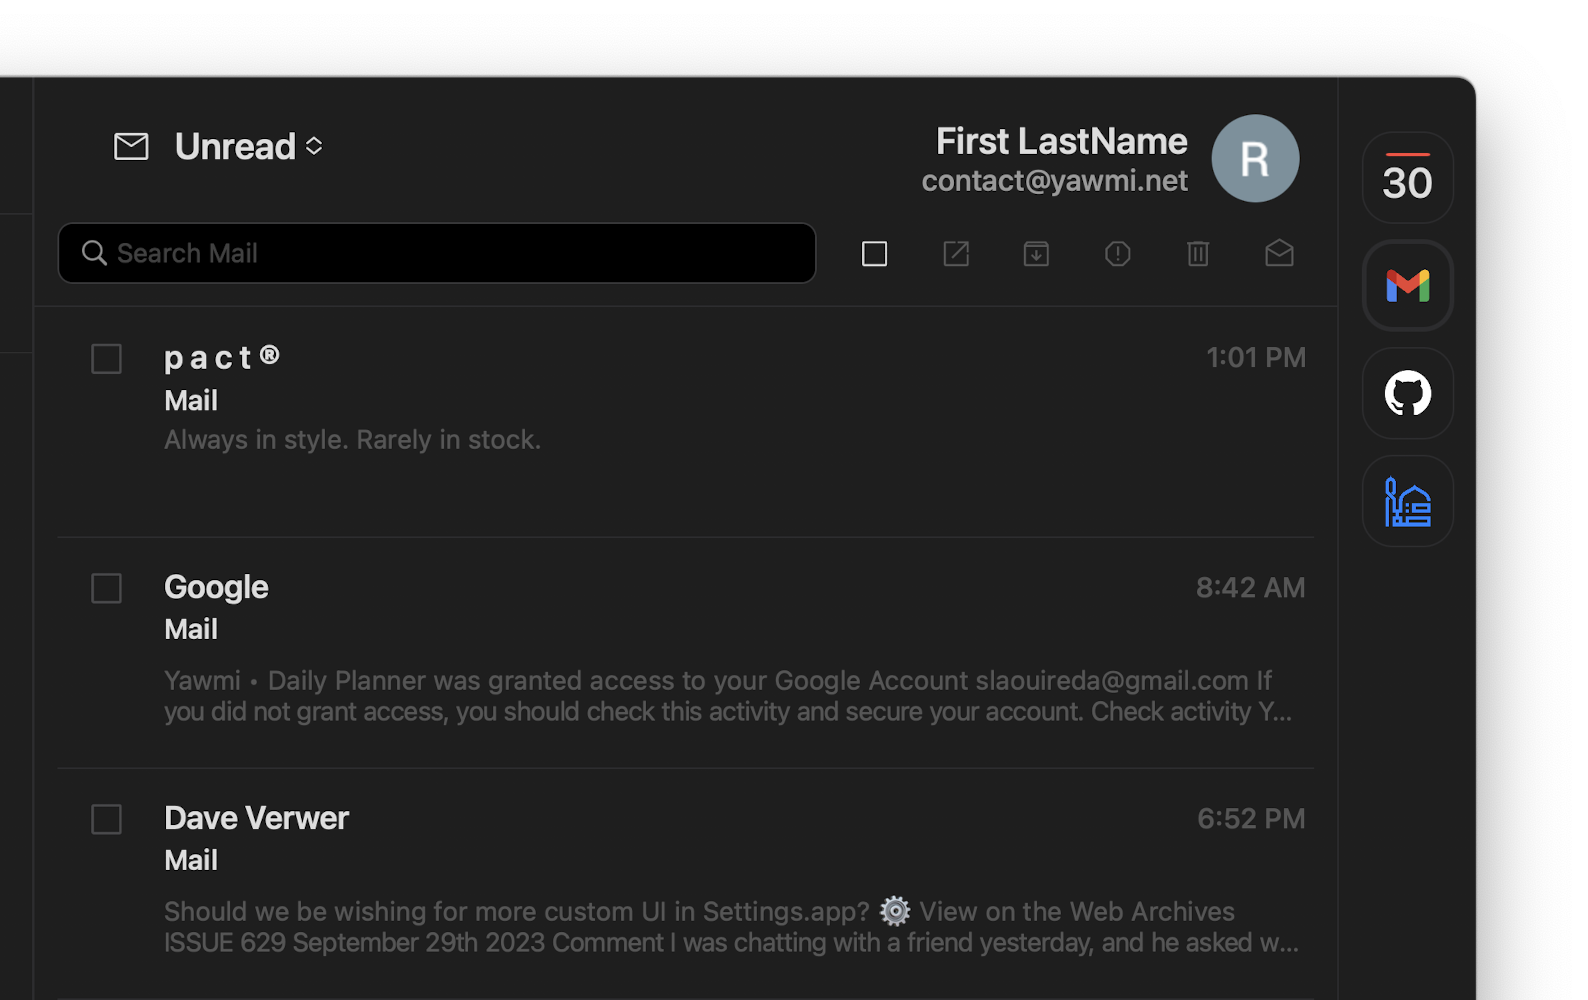 Unread
First LastName
contact@yawmi.net
R
30
Search Mail
p a c t ®
1:01 PM
Mail
Always in style. Rarely in stock.
Google
8:42 AM
Mail
Yawmi • Daily Planner was granted access to your Google Account slaouireda@gmail.com If
you did not grant access, you should check this activity and secure your account. Check activity Y...
Dave Verwer
6:52 PM
Mail
Should we be wishing for more custom UI in Settings.app? ⚙️ View on the Web Archives
ISSUE 629 September 29th 2023 Comment I was chatting with a friend yesterday, and he asked w...